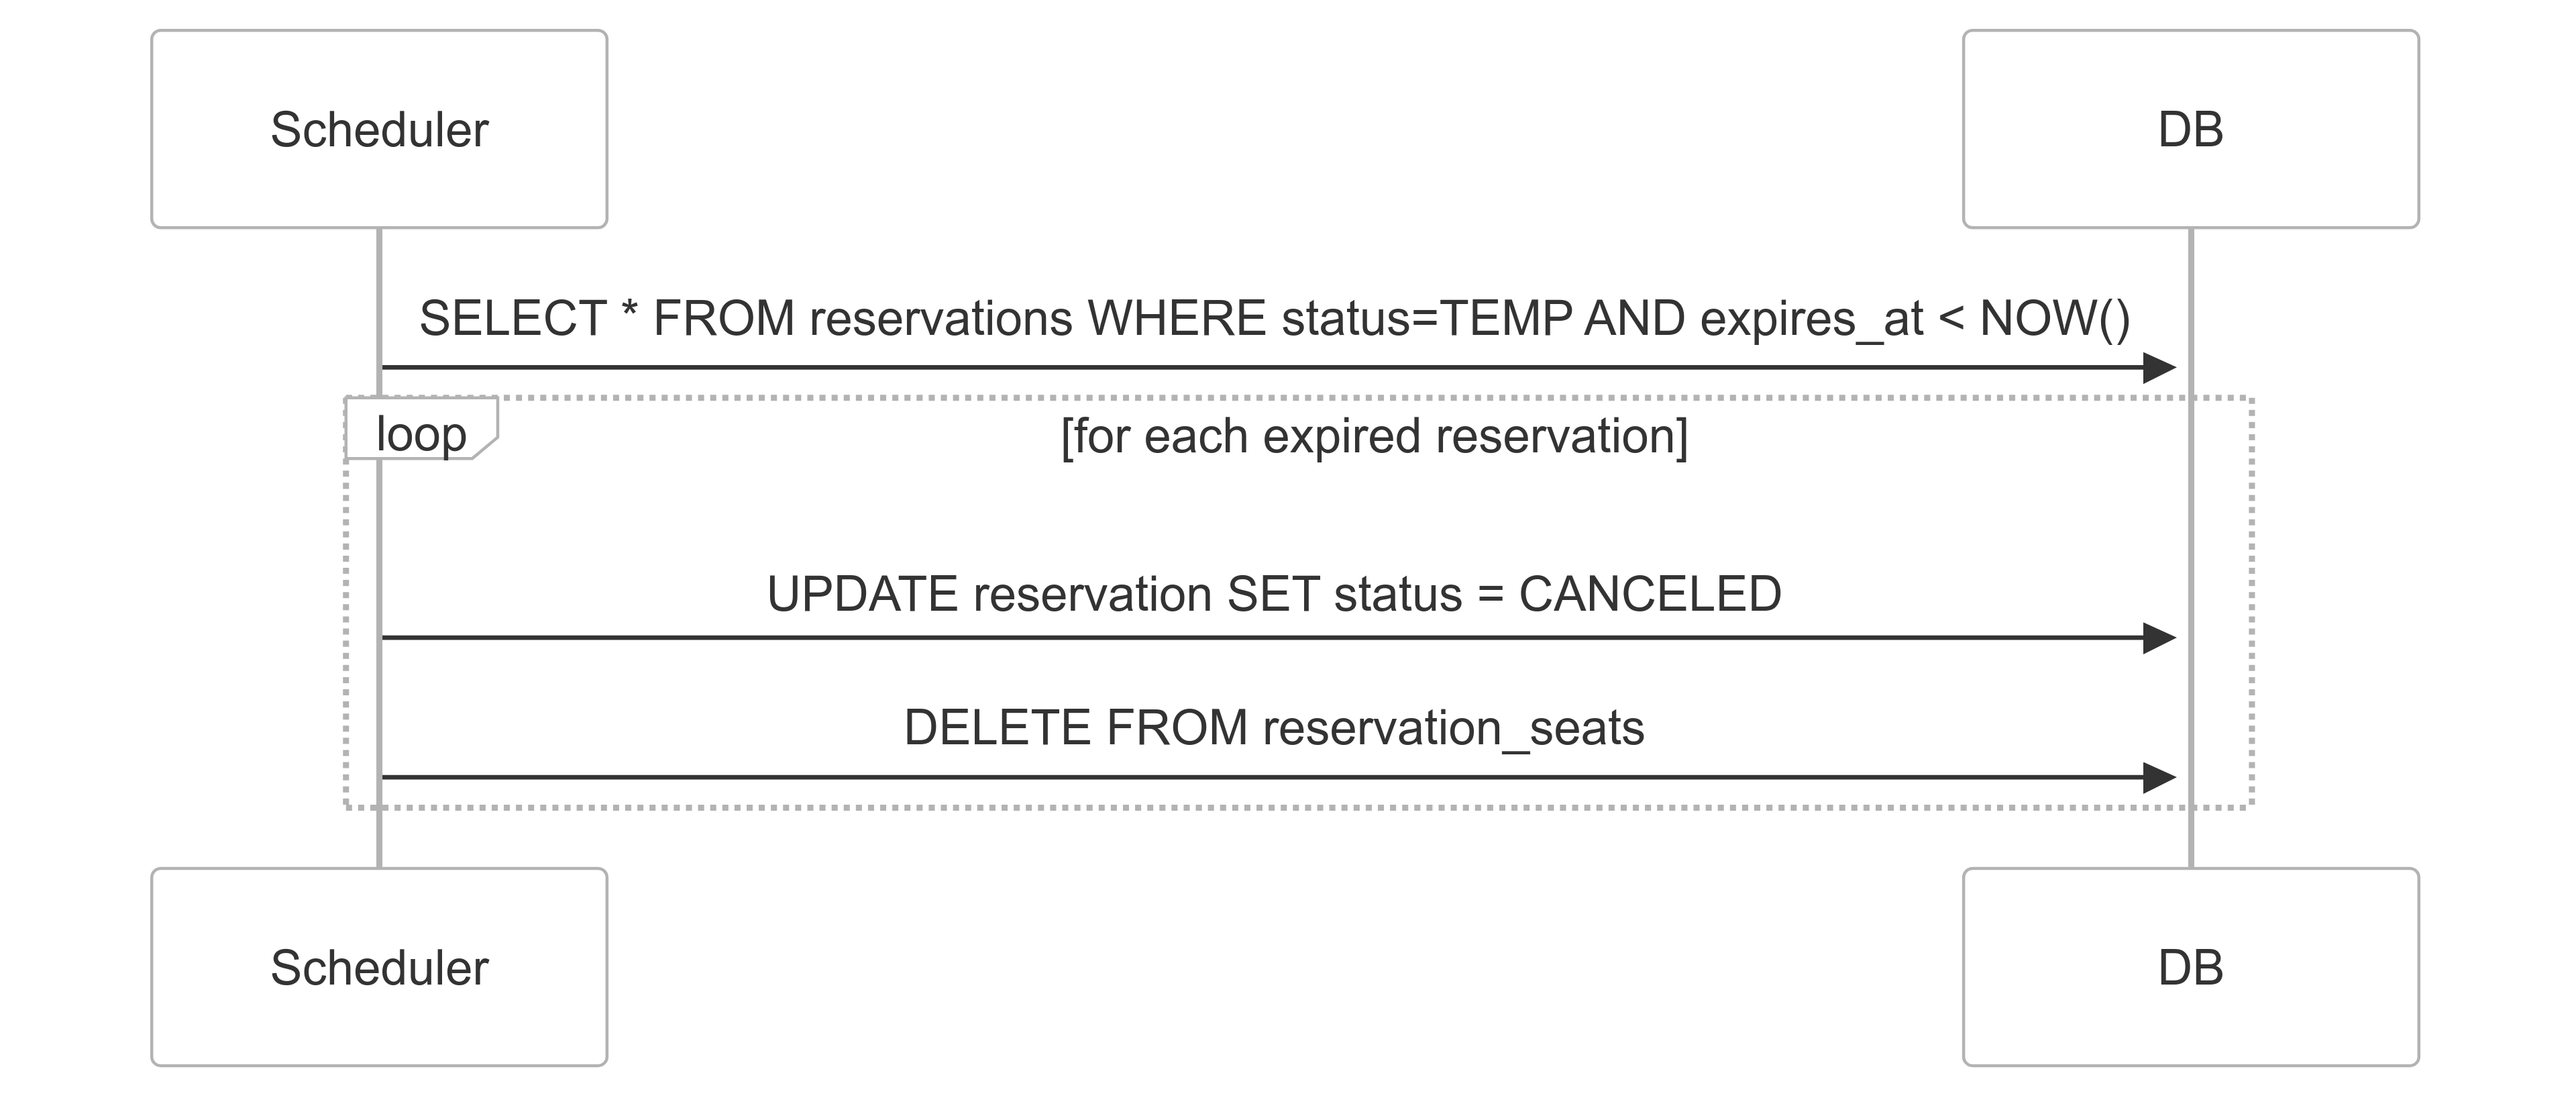 Scheduler
DB
SELECT * FROM reservations WHERE status=TEMP AND expires_at < NOW()
loop
[for each expired reservation]
UPDATE reservation SET status = CANCELED
DELETE FROM reservation_seats
Scheduler
DB